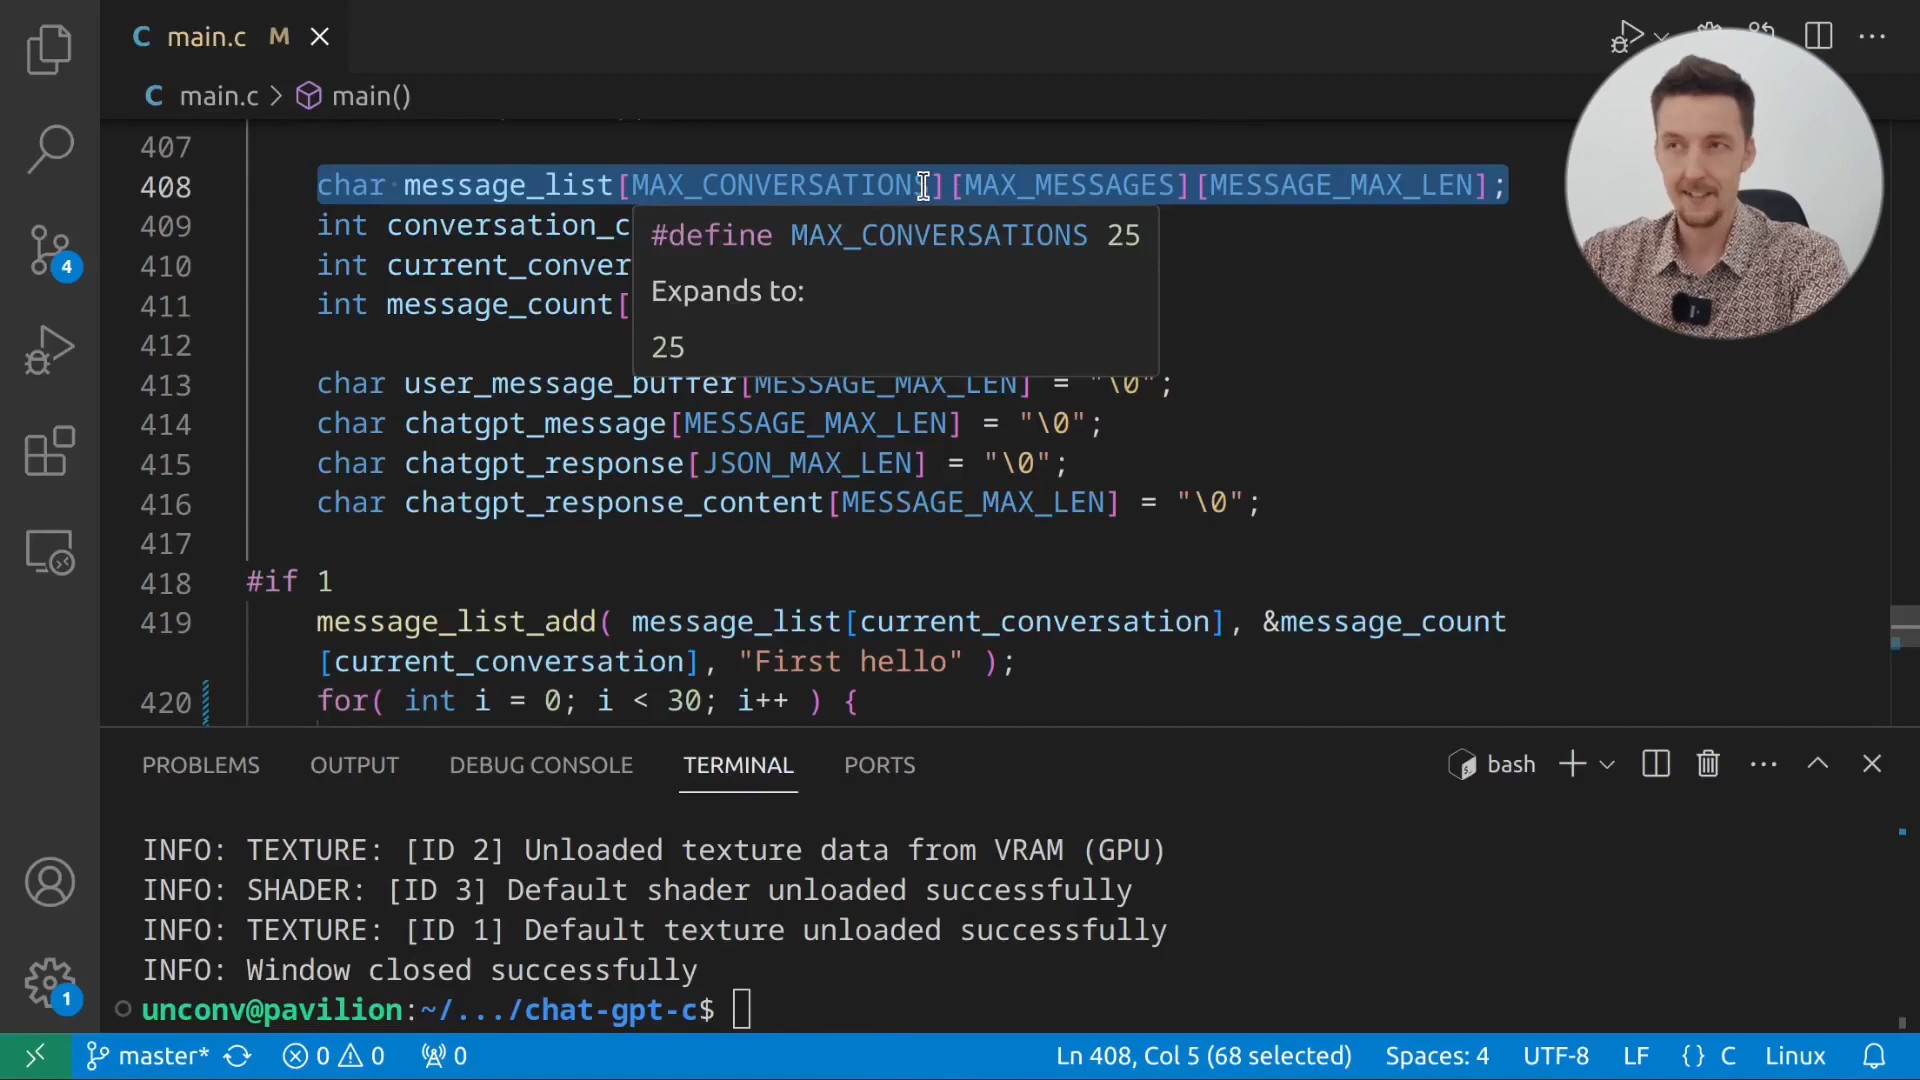 C main.c M
C main.c > main()
407
408 char message_list[MAX_CONVERSATIONS][MAX_MESSAGES][MESSAGE_MAX_LEN];
409 int conversation_c
410 int current_conver
411 int message_count[
#define MAX_CONVERSATIONS 25
Expands to:
25
412
413 char user_message_buffer[MESSAGE_MAX_LEN] = "\0";
414 char chatgpt_message[MESSAGE_MAX_LEN] = "\0";
415 char chatgpt_response[JSON_MAX_LEN] = "\0";
416 char chatgpt_response_content[MESSAGE_MAX_LEN] = "\0";
417
418 #if 1
419 message_list_add( message_list[current_conversation], &message_count
[current_conversation], "First hello" );
420 for( int i = 0; i < 30; i++ ) {
4
1
PROBLEMS OUTPUT DEBUG CONSOLE TERMINAL PORTS bash
INFO: TEXTURE: [ID 2] Unloaded texture data from VRAM (GPU)
INFO: SHADER: [ID 3] Default shader unloaded successfully
INFO: TEXTURE: [ID 1] Default texture unloaded successfully
INFO: Window closed successfully
unconv@pavilion:~/.../chat-gpt-c$
master* 0 0 0 Ln 408, Col 5 (68 selected) Spaces: 4 UTF-8 LF {} C Linux